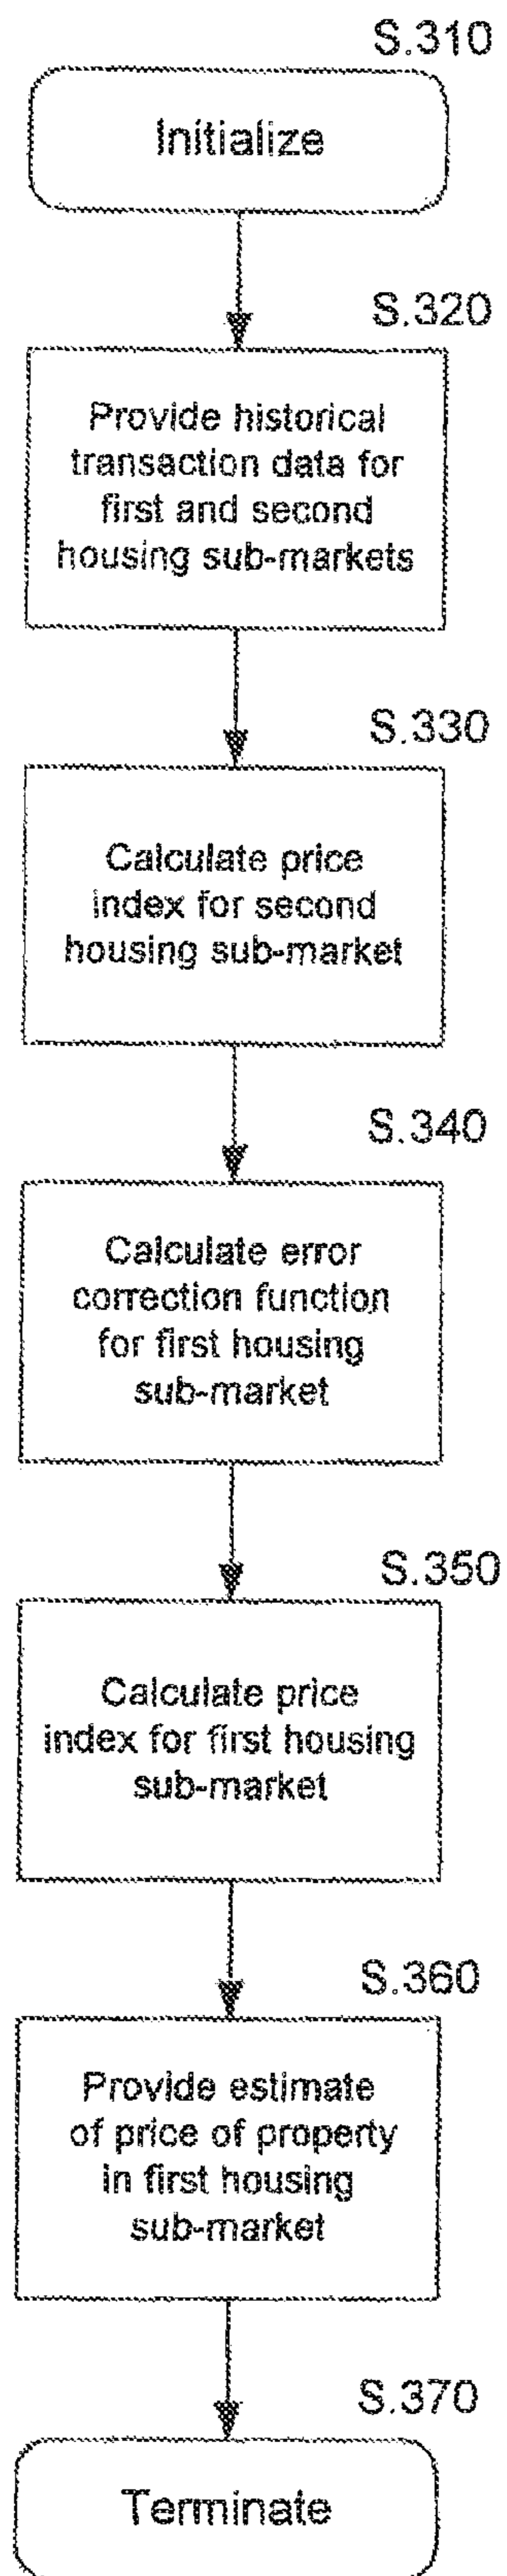 S.310
Initialize
S.320
Provide historical
transaction data for
first and second
housing sub-markets
S.330
Calculate price
index for second
housing sub-market
S.340
Calculate error
correction function
for first housing
sub-market
S.350
Calculate price
index for first housing
sub-market
S.360
Provide estimate
of price of property
in first housing
sub-market
S.370
Terminate